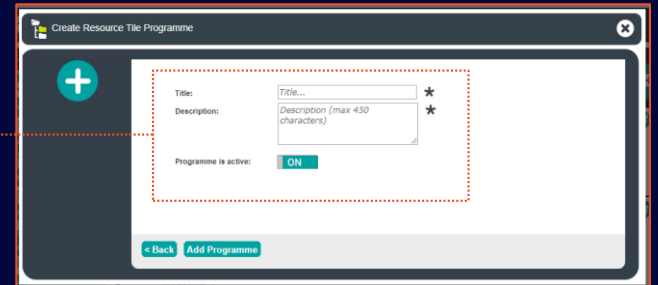 Create Resource Tile Programme
Title:
Title...
*
Description:
Description (max 450
characters)
*
Programme is active:
ON
< Back
Add Programme